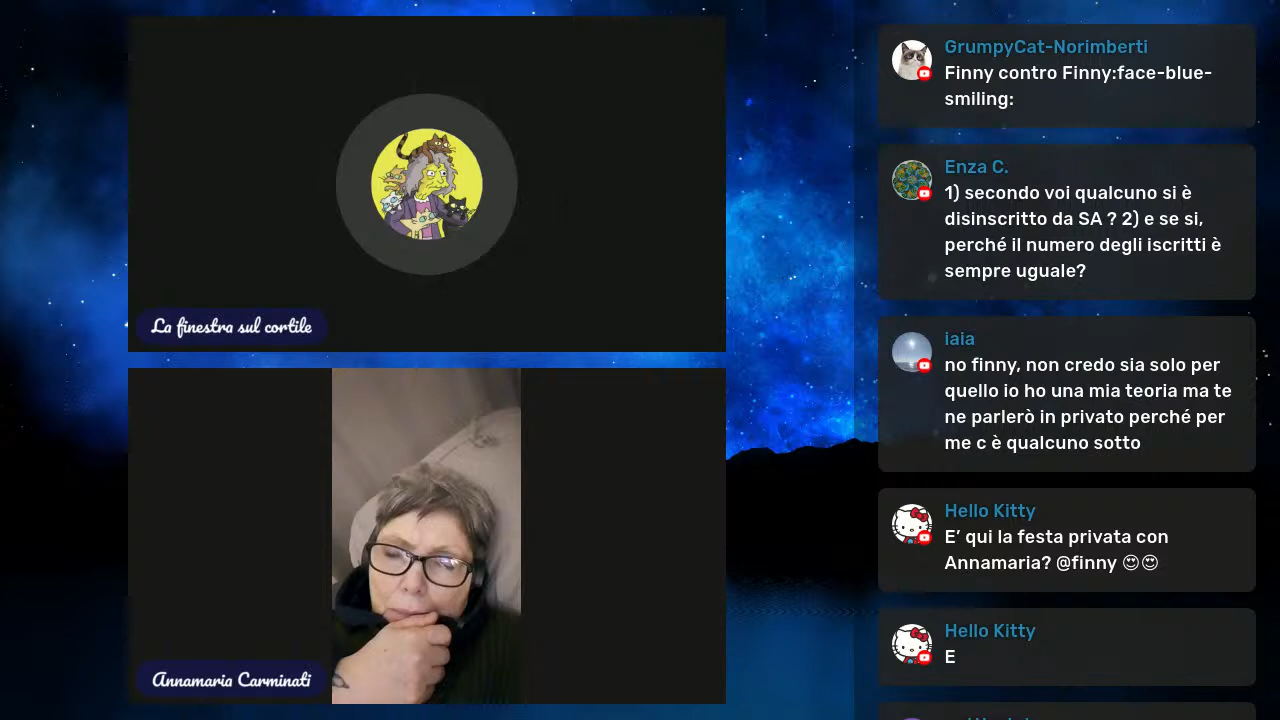 La finestra sul cortile
Annamaria Carminati
GrumpyCat-Norimberti
Finny contro Finny:face-blue-
smiling:
Enza C.
1) secondo voi qualcuno si è
disinscritto da SA ? 2) e se si,
perché il numero degli iscritti è
sempre uguale?
iaia
no finny, non credo sia solo per
quello io ho una mia teoria ma te
ne parlerò in privato perché per
me c è qualcuno sotto
Hello Kitty
E’ qui la festa privata con
Annamaria? @finny 😍😍
Hello Kitty
E